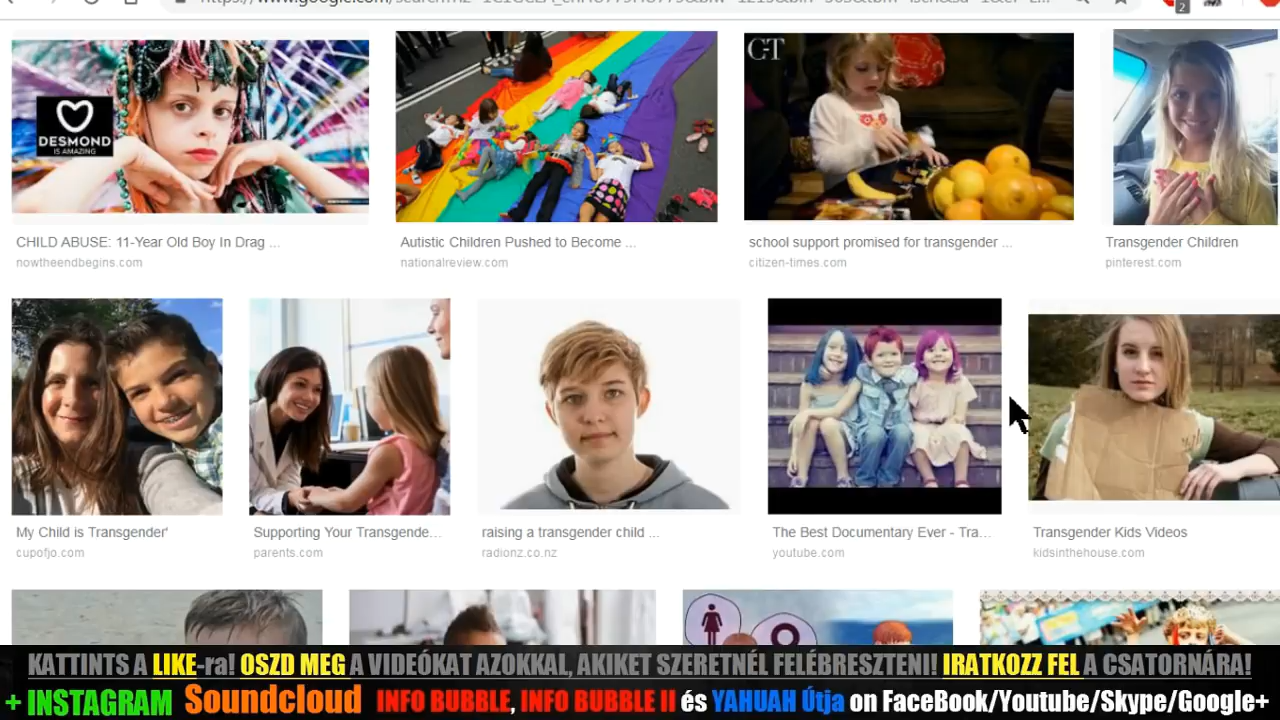 2
DESMOND
IS AMAZING
CT
CHILD ABUSE: 11-Year Old Boy In Drag ...
nowtheendbegins.com
Autistic Children Pushed to Become ...
nationalreview.com
school support promised for transgender ...
citizen-times.com
Transgender Children
pinterest.com
My Child is Transgender'
cupofjo.com
Supporting Your Transgende...
parents.com
raising a transgender child ...
radionz.co.nz
The Best Documentary Ever - Tra...
youtube.com
Transgender Kids Videos
kidsinthehouse.com
KATTINTS A LIKE-ra! OSZD MEG A VIDEÓKAT AZOKKAL, AKIKET SZERETNÉL FELÉBRESZTENI! IRATKOZZ FEL A CSATORNÁRA!
+ INSTAGRAM Soundcloud INFO BUBBLE, INFO BUBBLE II és YAHUAH Útja on FaceBook/Youtube/Skype/Google+